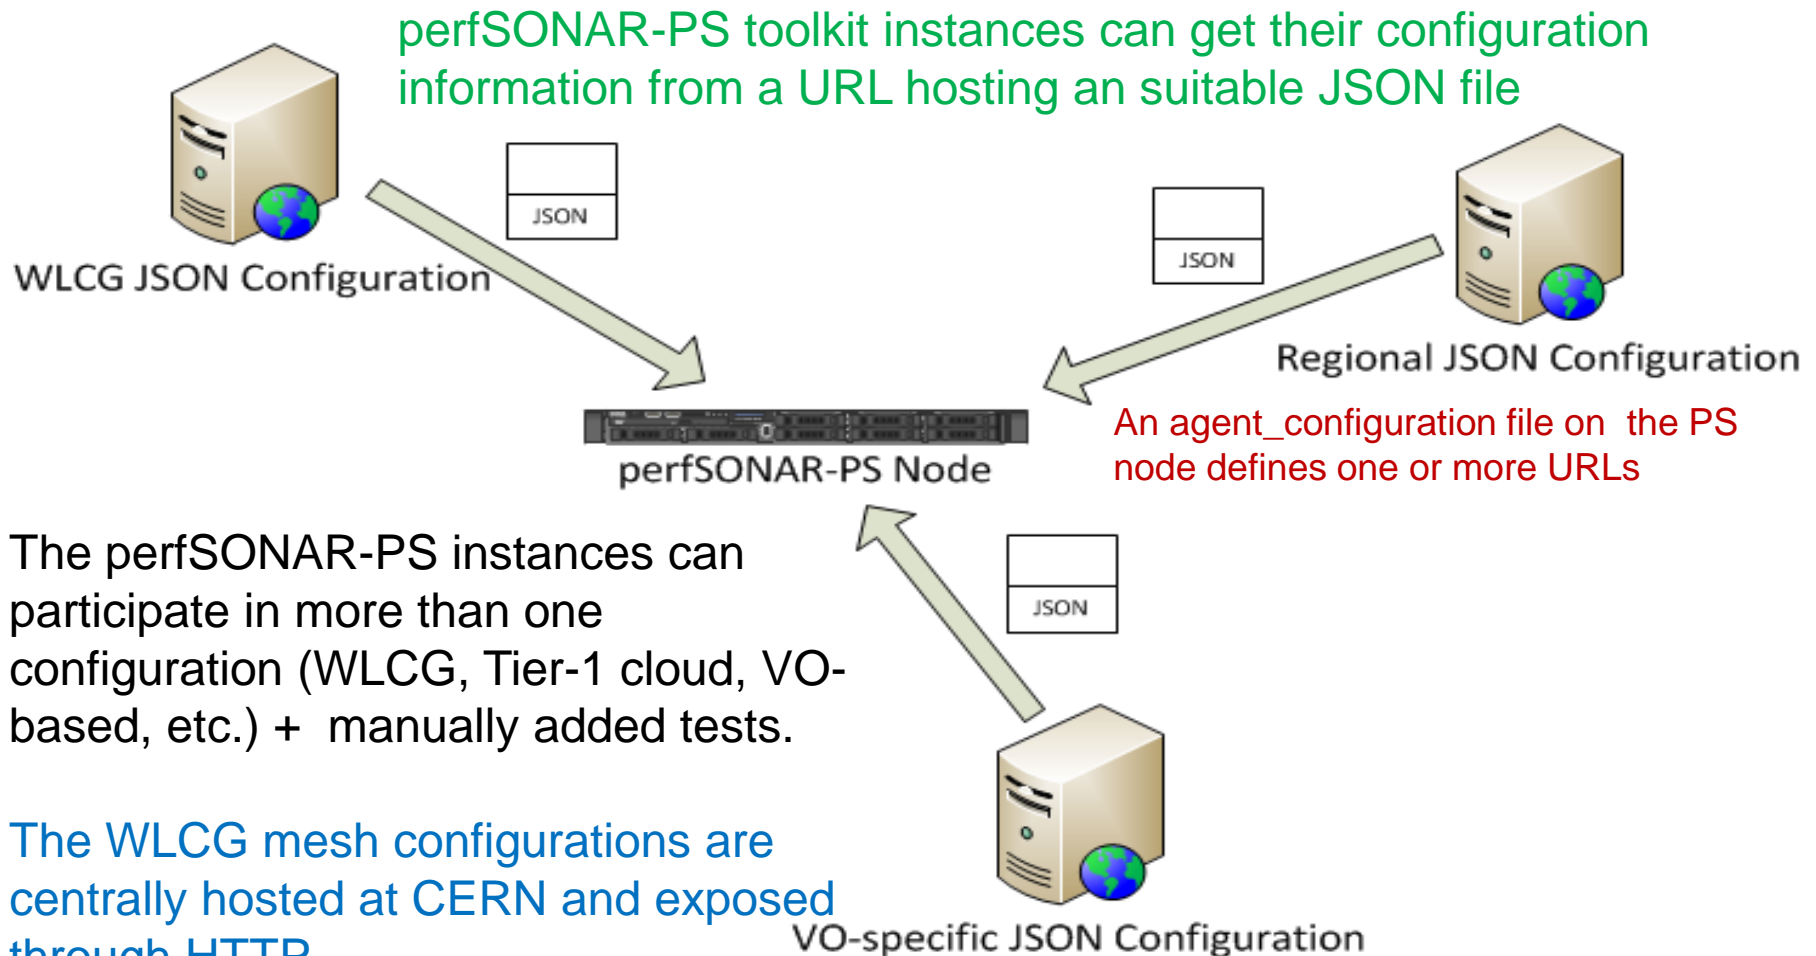 perfSONAR-PS toolkit instances can get their configuration
information from a URL hosting an suitable JSON file
JSON
WLCG JSON Configuration
JSON
Regional JSON Configuration
An agent_configuration file on the PS
node defines one or more URLs
perfSONAR-PS Node
The perfSONAR-PS instances can
participate in more than one
configuration (WLCG, Tier-1 cloud, VO-
based, etc.) + manually added tests.
JSON
The WLCG mesh configurations are
centrally hosted at CERN and exposed
through HTTP
VO-specific JSON Configuration